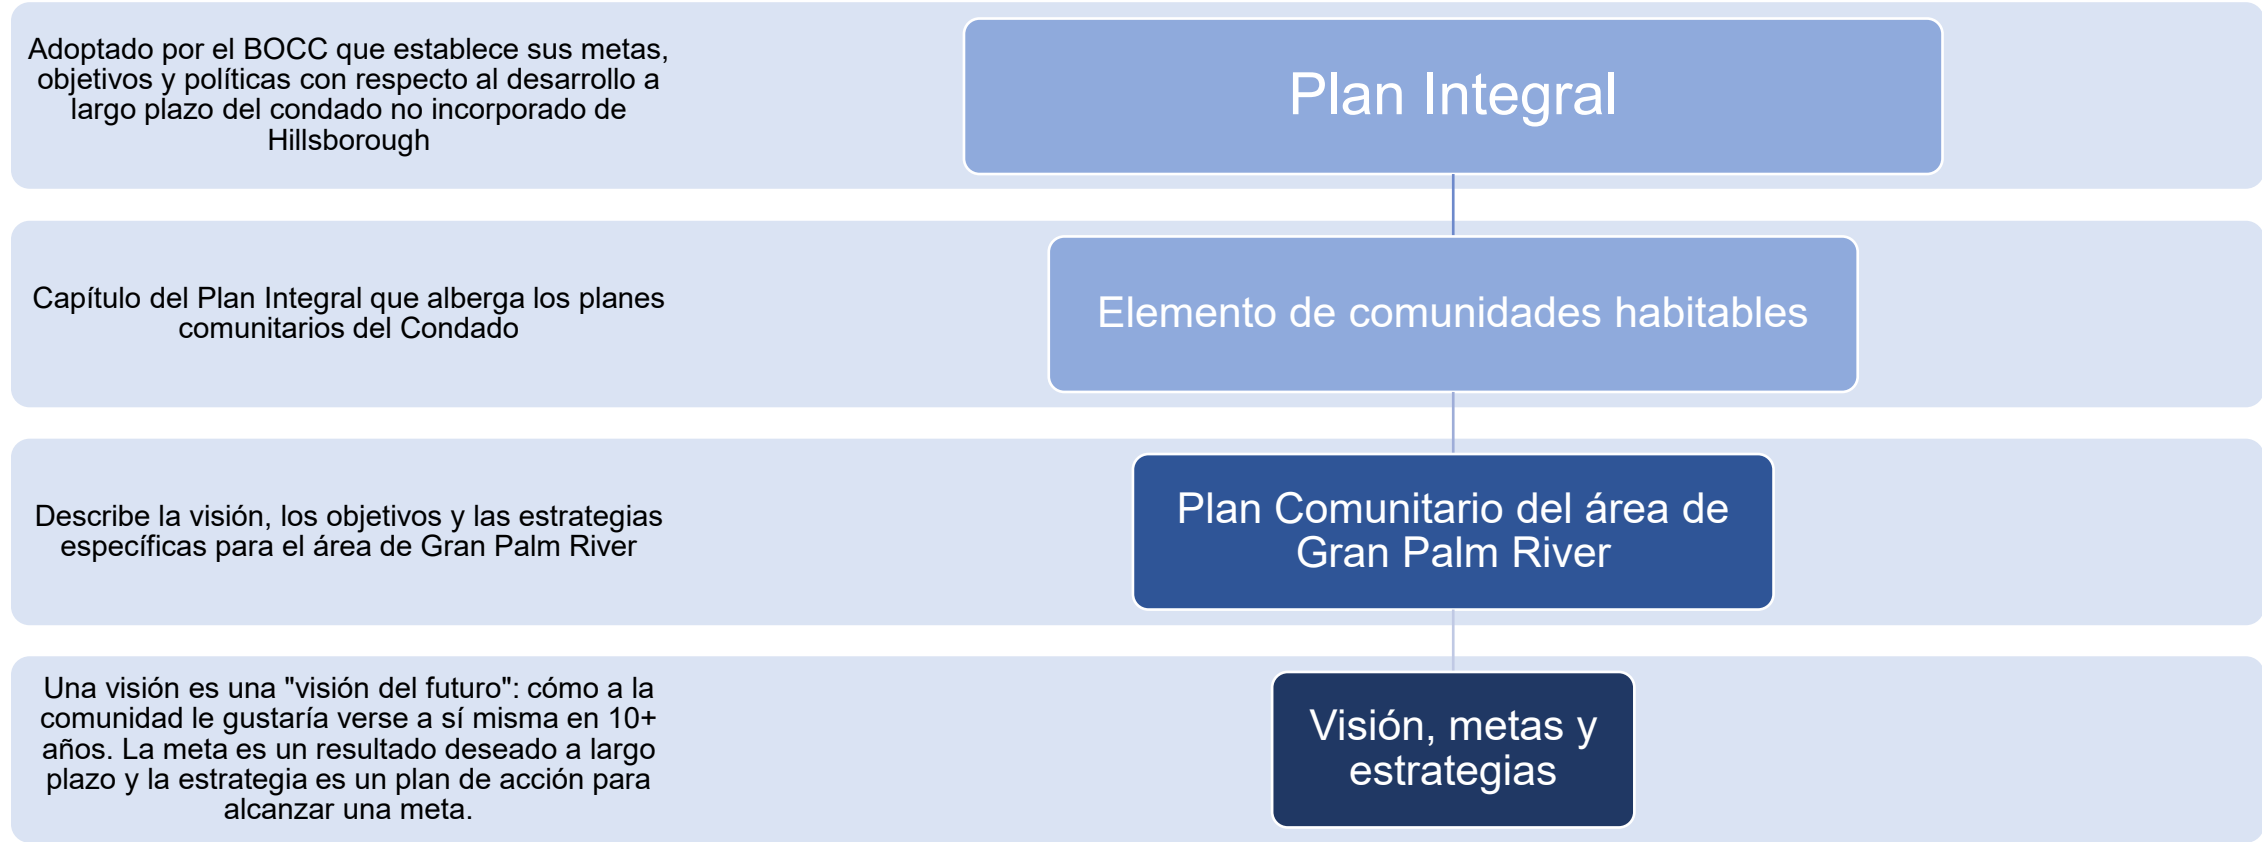 Adoptado por el BOCC que establece sus metas,
objetivos y políticas con respecto al desarrollo a
largo plazo del condado no incorporado de
Hillsborough
Plan Integral
Capítulo del Plan Integral que alberga los planes
comunitarios del Condado
Elemento de comunidades habitables
Describe la visión, los objetivos y las estrategias
específicas para el área de Gran Palm River
Plan Comunitario del área de
Gran Palm River
Una visión es una "visión del futuro": cómo a la
comunidad le gustaría verse a sí misma en 10+
años. La meta es un resultado deseado a largo
plazo y la estrategia es un plan de acción para
alcanzar una meta.
Visión, metas y
estrategias